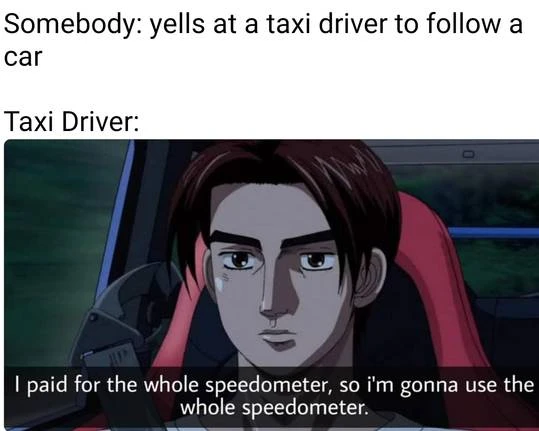 Somebody: yells at a taxi driver to follow a
car
Taxi Driver:
I paid for the whole speedometer, so i'm gonna use the
whole speedometer.